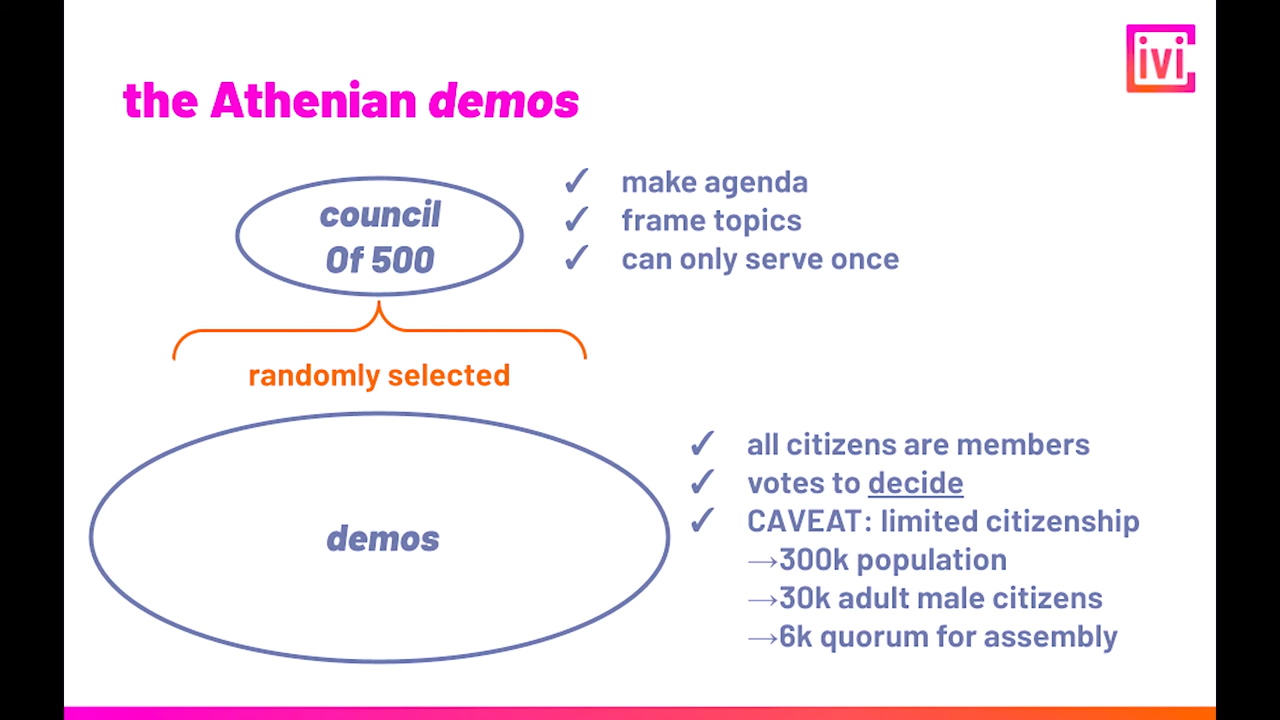 ivi
the Athenian demos
council
Of 500
✓ make agenda
✓ frame topics
✓ can only serve once
randomly selected
demos
✓ all citizens are members
✓ votes to decide
✓ CAVEAT: limited citizenship
→300k population
→30k adult male citizens
→6k quorum for assembly